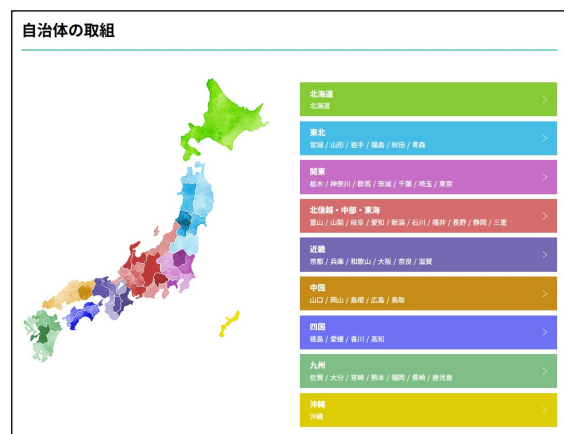 自治体の取組
北海道
北海道
東北
宮城 / 山形 / 岩手 / 福島 / 秋田 / 青森
関東
栃木 / 神奈川 / 群馬 / 茨城 / 千葉 / 埼玉 / 東京
北信越・中部・東海
富山 / 山梨 / 岐阜 / 愛知 / 新潟 / 石川 / 福井 / 長野 / 静岡 / 三重
近畿
京都 / 兵庫 / 和歌山 / 大阪 / 奈良 / 滋賀
中国
山口 / 岡山 / 島根 / 広島 / 鳥取
四国
徳島 / 愛媛 / 香川 / 高知
九州
佐賀 / 大分 / 宮崎 / 熊本 / 福岡 / 長崎 / 鹿児島
沖縄
沖縄